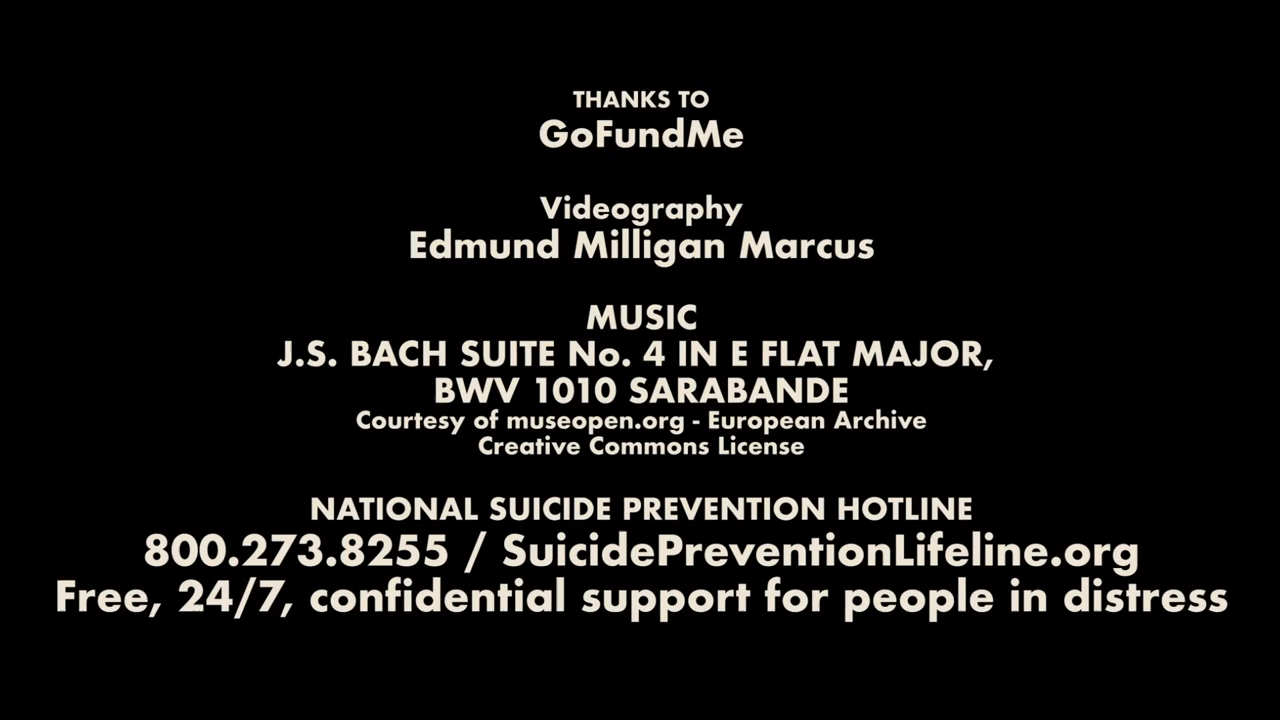 THANKS TO
GoFundMe
Videography
Edmund Milligan Marcus
MUSIC
J.S. BACH SUITE No. 4 IN E FLAT MAJOR,
BWV 1010 SARABANDE
Courtesy of museopen.org - European Archive
Creative Commons License
NATIONAL SUICIDE PREVENTION HOTLINE
800.273.8255 / SuicidePreventionLifeline.org
Free, 24/7, confidential support for people in distress